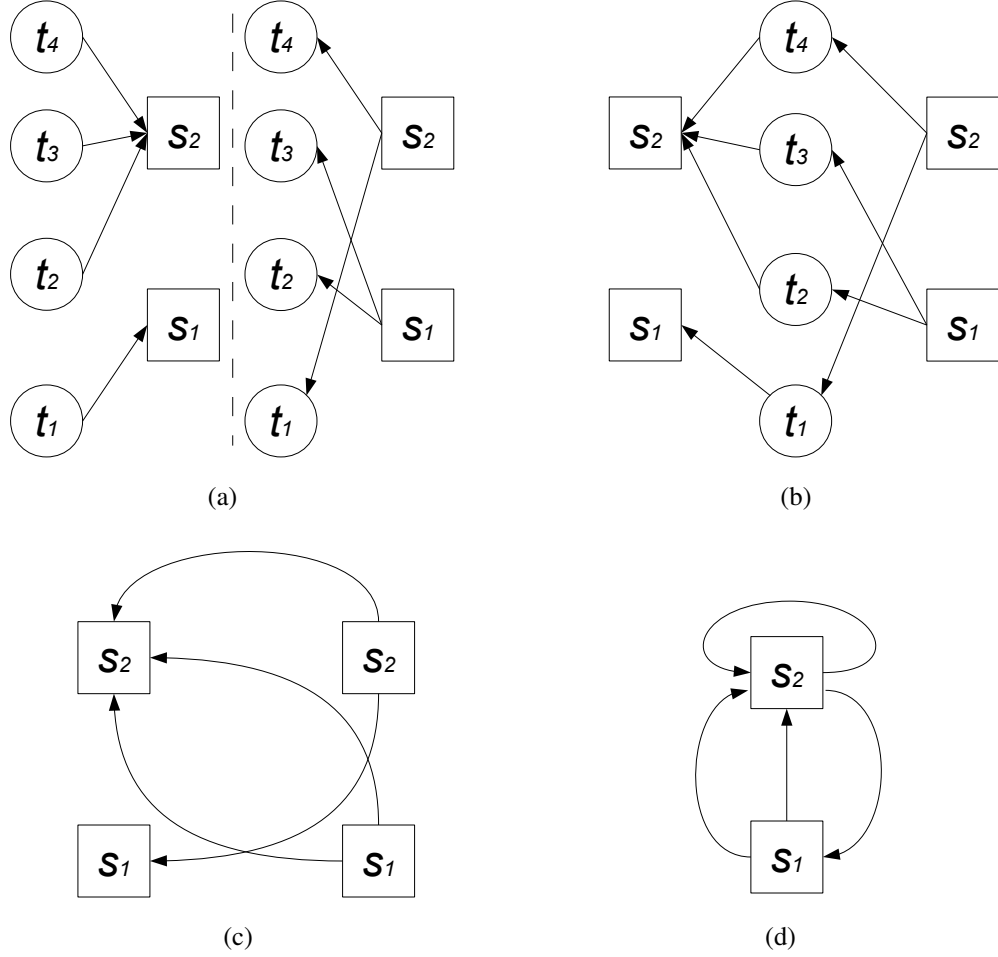 t4 t4 t4
s2 s2 s2 s2
t3 t3 t3
t2 t2 t2
s1 s1 s1 s1
t1 t1 t1
(a) (b)
s2 s2 s2
s1 s1 s1
(c) (d)